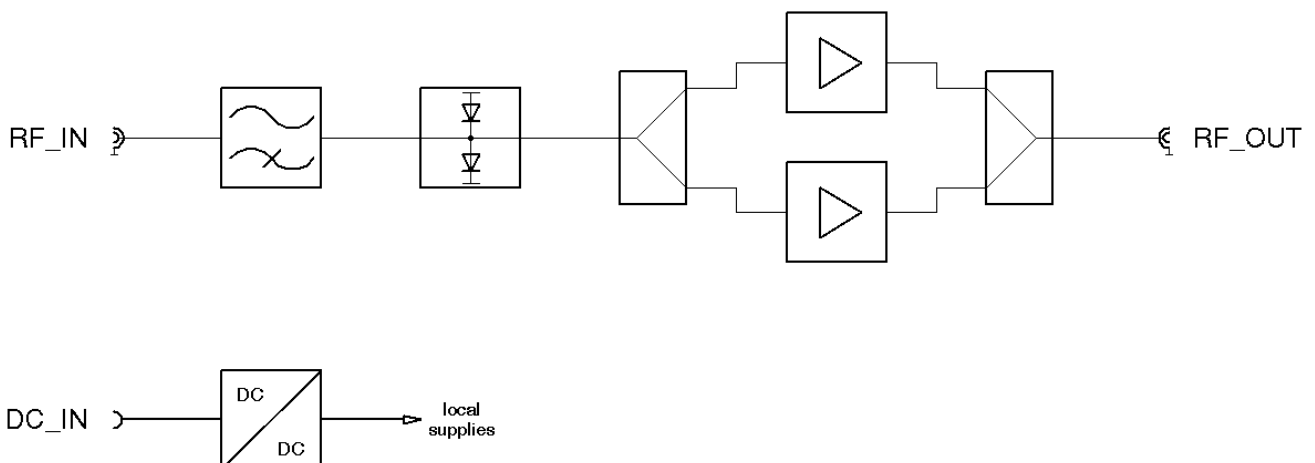 RF_IN
RF_OUT
DC_IN
DC
DC
local
supplies